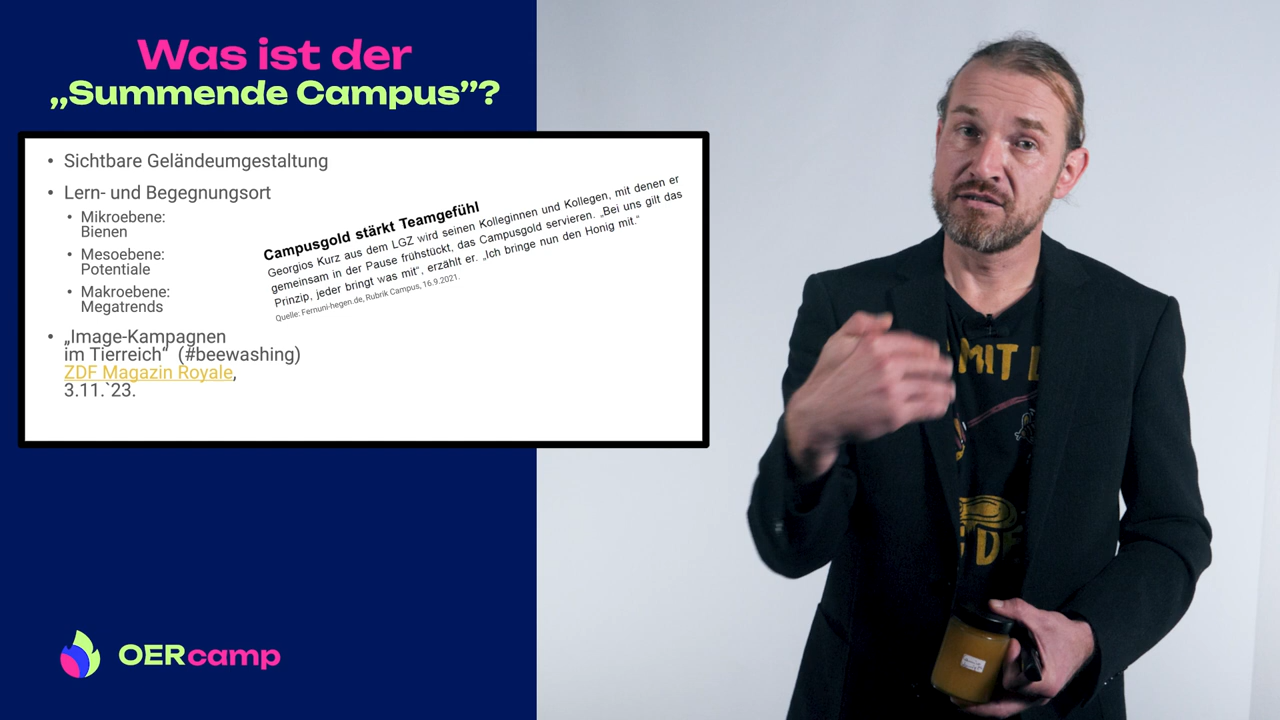 Was ist der
„Summende Campus”?
• Sichtbare Geländeumgestaltung
• Lern- und Begegnungsort
• Mikroebene:
Bienen
• Mesoebene:
Potentiale
• Makroebene:
Megatrends
• „Image-Kampagnen
im Tierreich“ (#beewashing)
ZDF Magazin Royale,
3.11.`23.
Campusgold stärkt Teamgefühl
Georgios Kurz aus dem LGZ wird seinen Kolleginnen und Kollegen, mit denen er
gemeinsam in der Pause frühstückt, das Campusgold servieren. „Bei uns gilt das
Prinzip, jeder bringt was mit“, erzählt er. „Ich bringe nun den Honig mit.“
Quelle: Fernuni-hegen.de, Rubrik Campus, 16.9.2021.
MIT
OERcamp